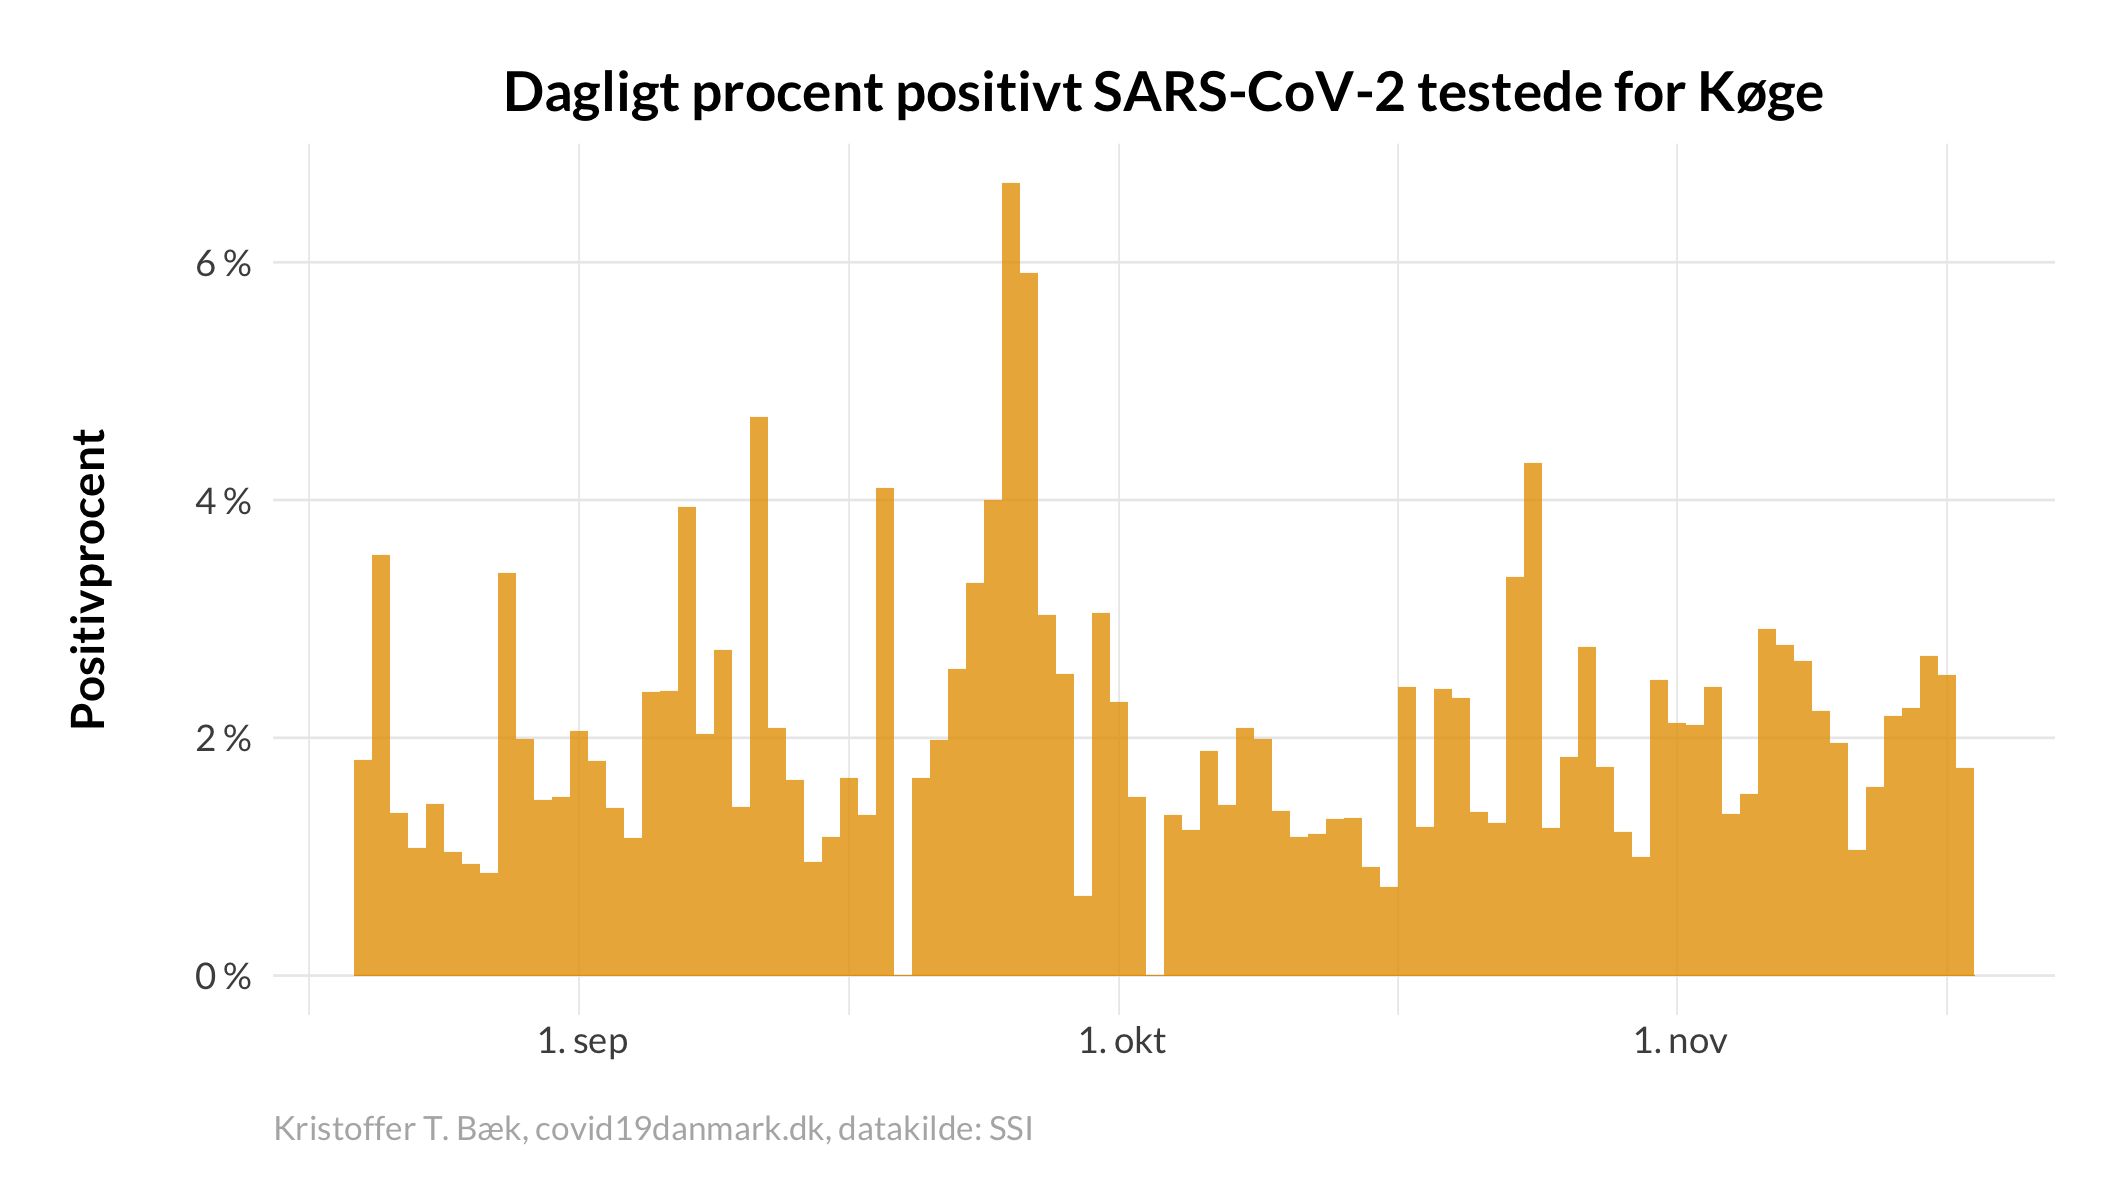 Dagligt procent positivt SARS-CoV-2 testede for Køge
Positivprocent
6 %
4 %
2 %
0 %
1. sep
1. okt
1. nov
Kristoffer T. Bæk, covid19danmark.dk, datakilde: SSI